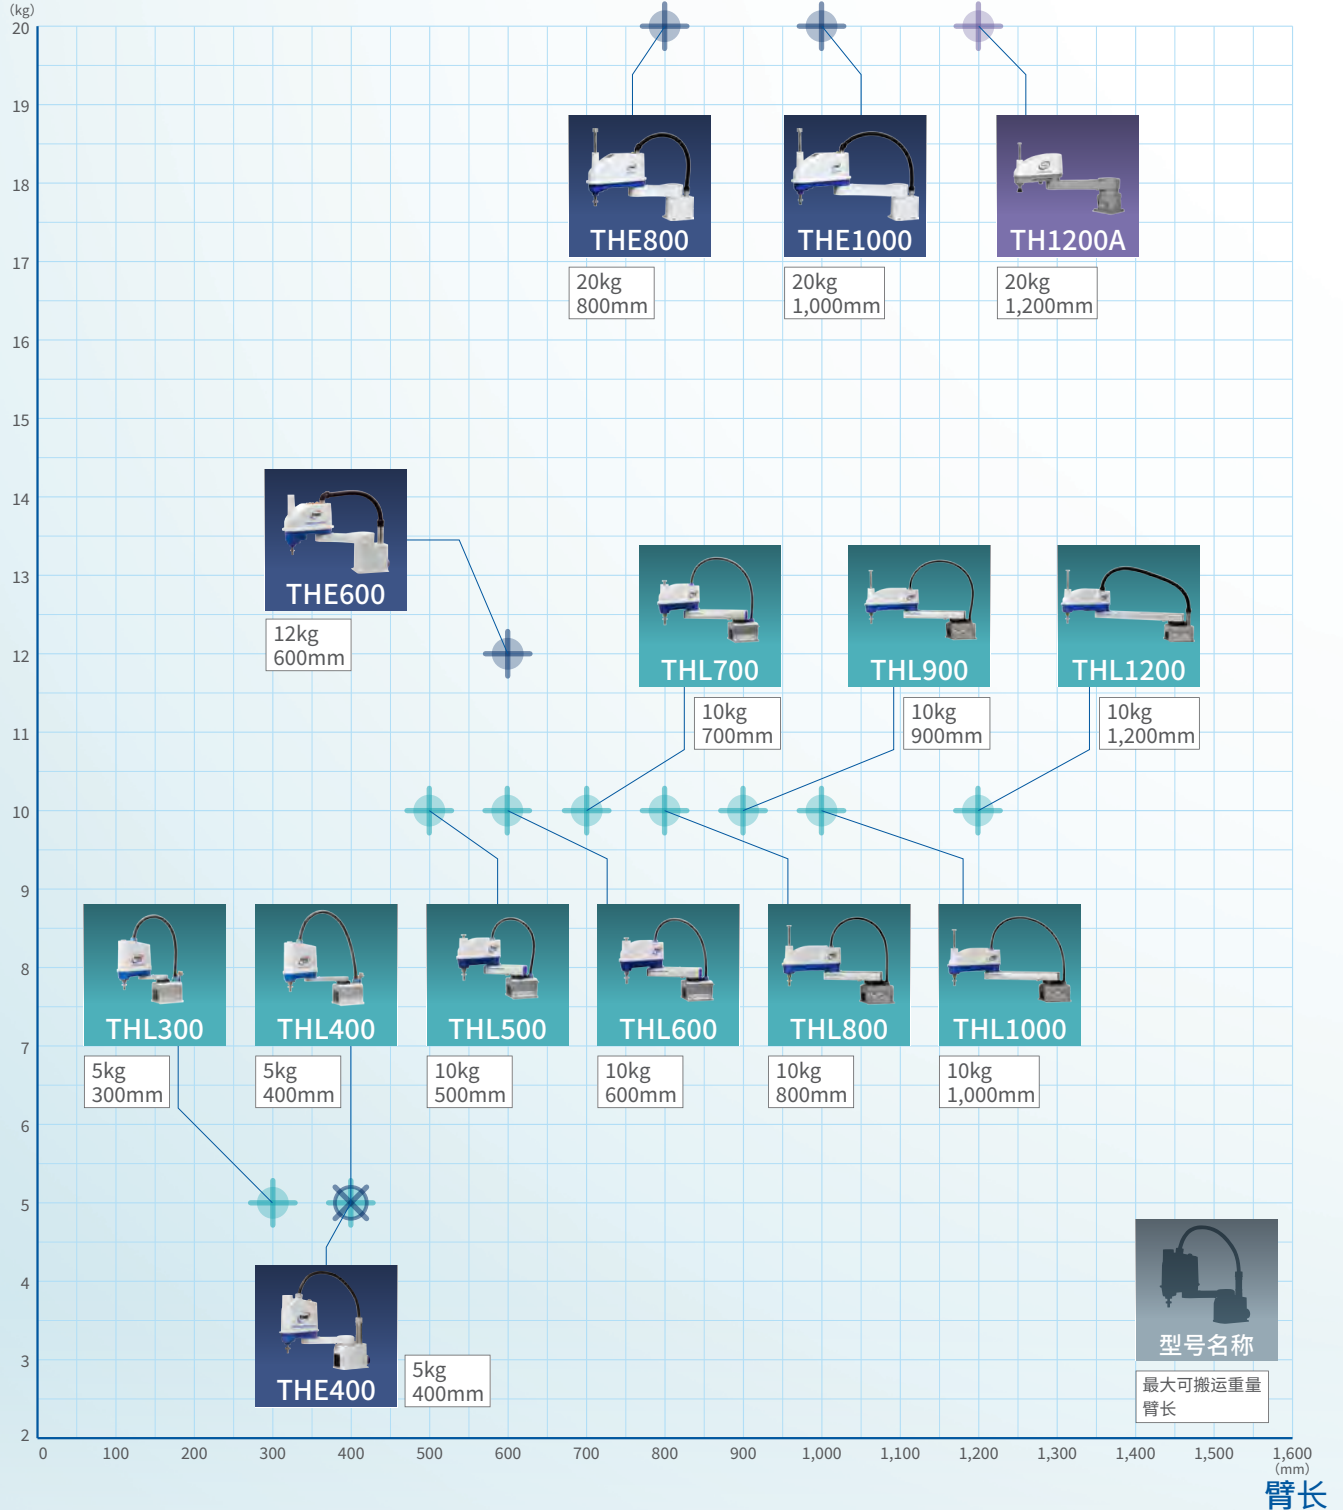 （kg）
20
19
18
17
16
15
14
13
12
11
10
9
8
7
6
5
4
3
2
THE800
20kg
800mm
THE1000
20kg
1,000mm
TH1200A
20kg
1,200mm
THE600
12kg
600mm
THL700
10kg
700mm
THL900
10kg
900mm
THL1200
10kg
1,200mm
THL300
5kg
300mm
THL400
5kg
400mm
THL500
10kg
500mm
THL600
10kg
600mm
THL800
10kg
800mm
THL1000
10kg
1,000mm
THE400
5kg
400mm
型号名称
最大可搬运重量
臂长
0 100 200 300 400 500 600 700 800 900 1,000 1,100 1,200 1,300 1,400 1,500 1,600
（mm）
臂长